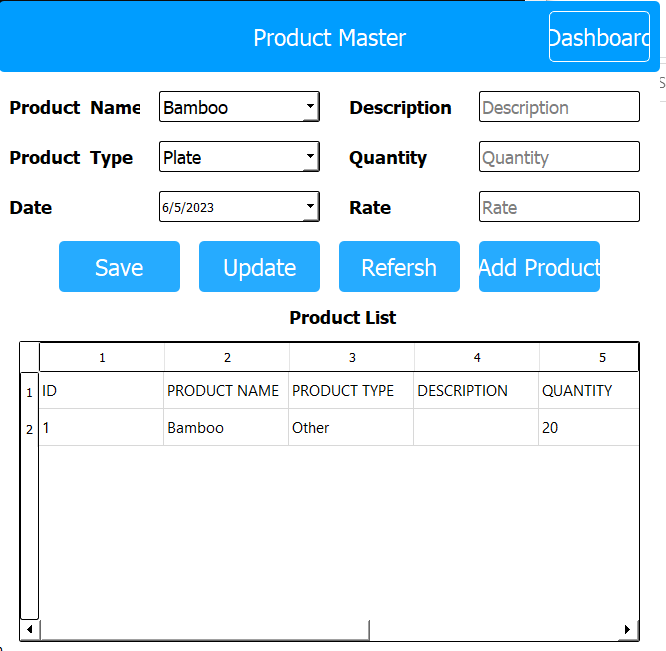 Product Master Dashboard
Product Name Bamboo Description Description
Product Type Plate Quantity Quantity
Date 6/5/2023 Rate Rate
Save Update Refersh Add Product
Product List
1 2 3 4 5
1 ID PRODUCT NAME PRODUCT TYPE DESCRIPTION QUANTITY
2 1 Bamboo Other 20